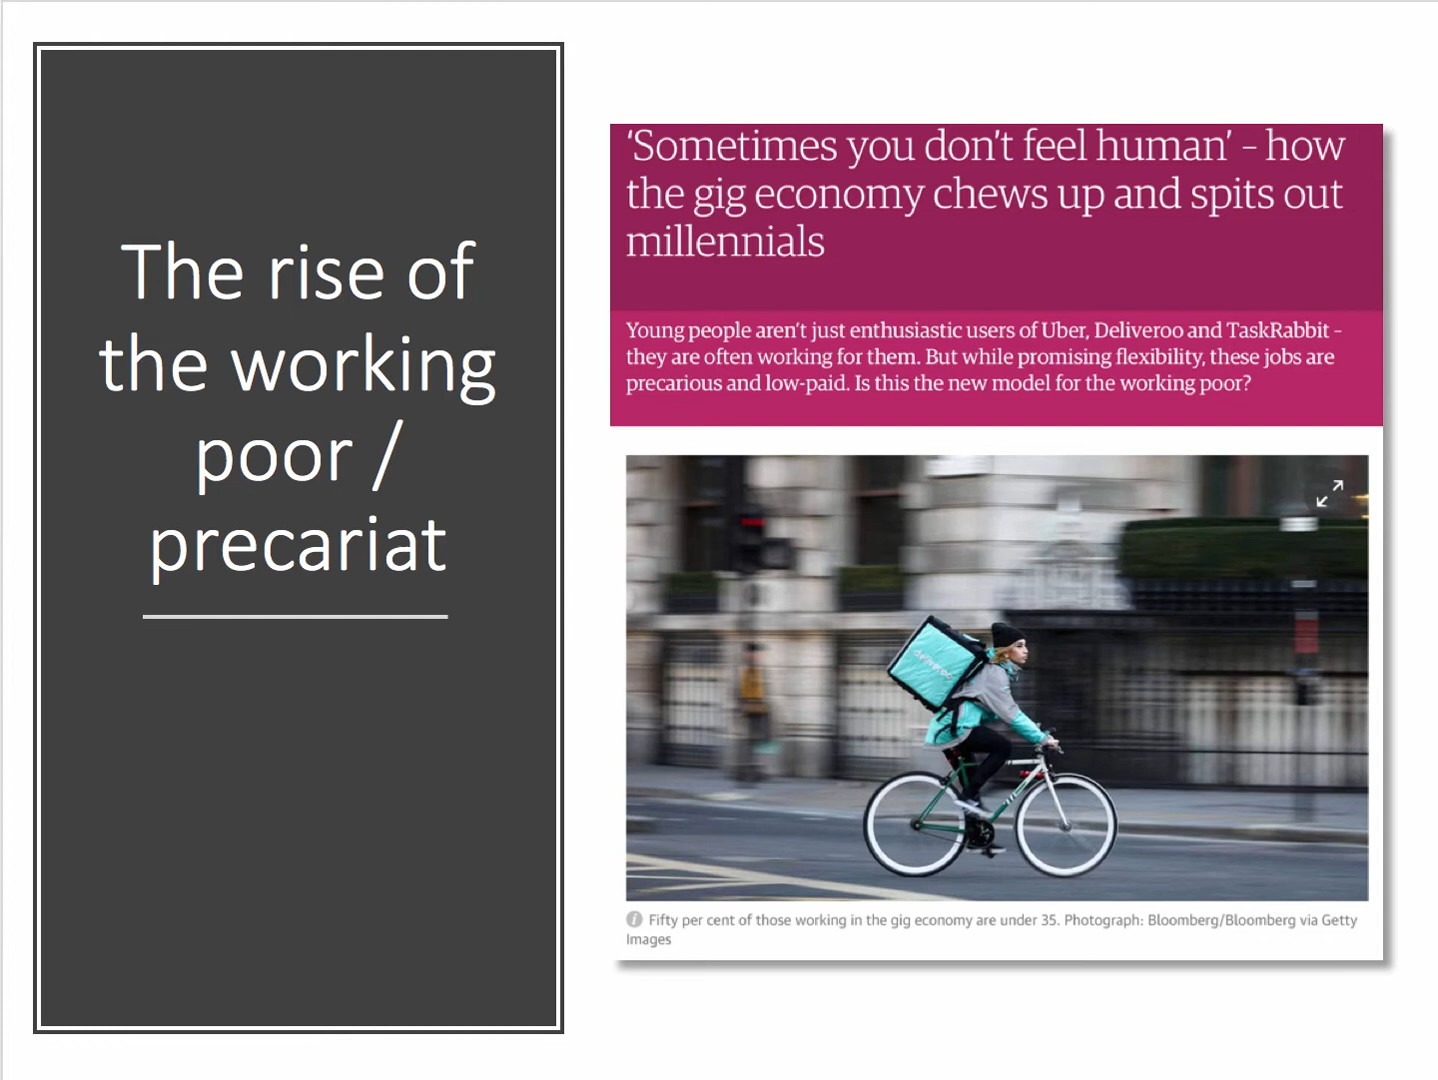 The rise of
the working
poor /
precariat
‘Sometimes you don’t feel human’ – how
the gig economy chews up and spits out
millennials
Young people aren’t just enthusiastic users of Uber, Deliveroo and TaskRabbit –
they are often working for them. But while promising flexibility, these jobs are
precarious and low-paid. Is this the new model for the working poor?
deliveroo
Fifty per cent of those working in the gig economy are under 35. Photograph: Bloomberg/Bloomberg via Getty
Images